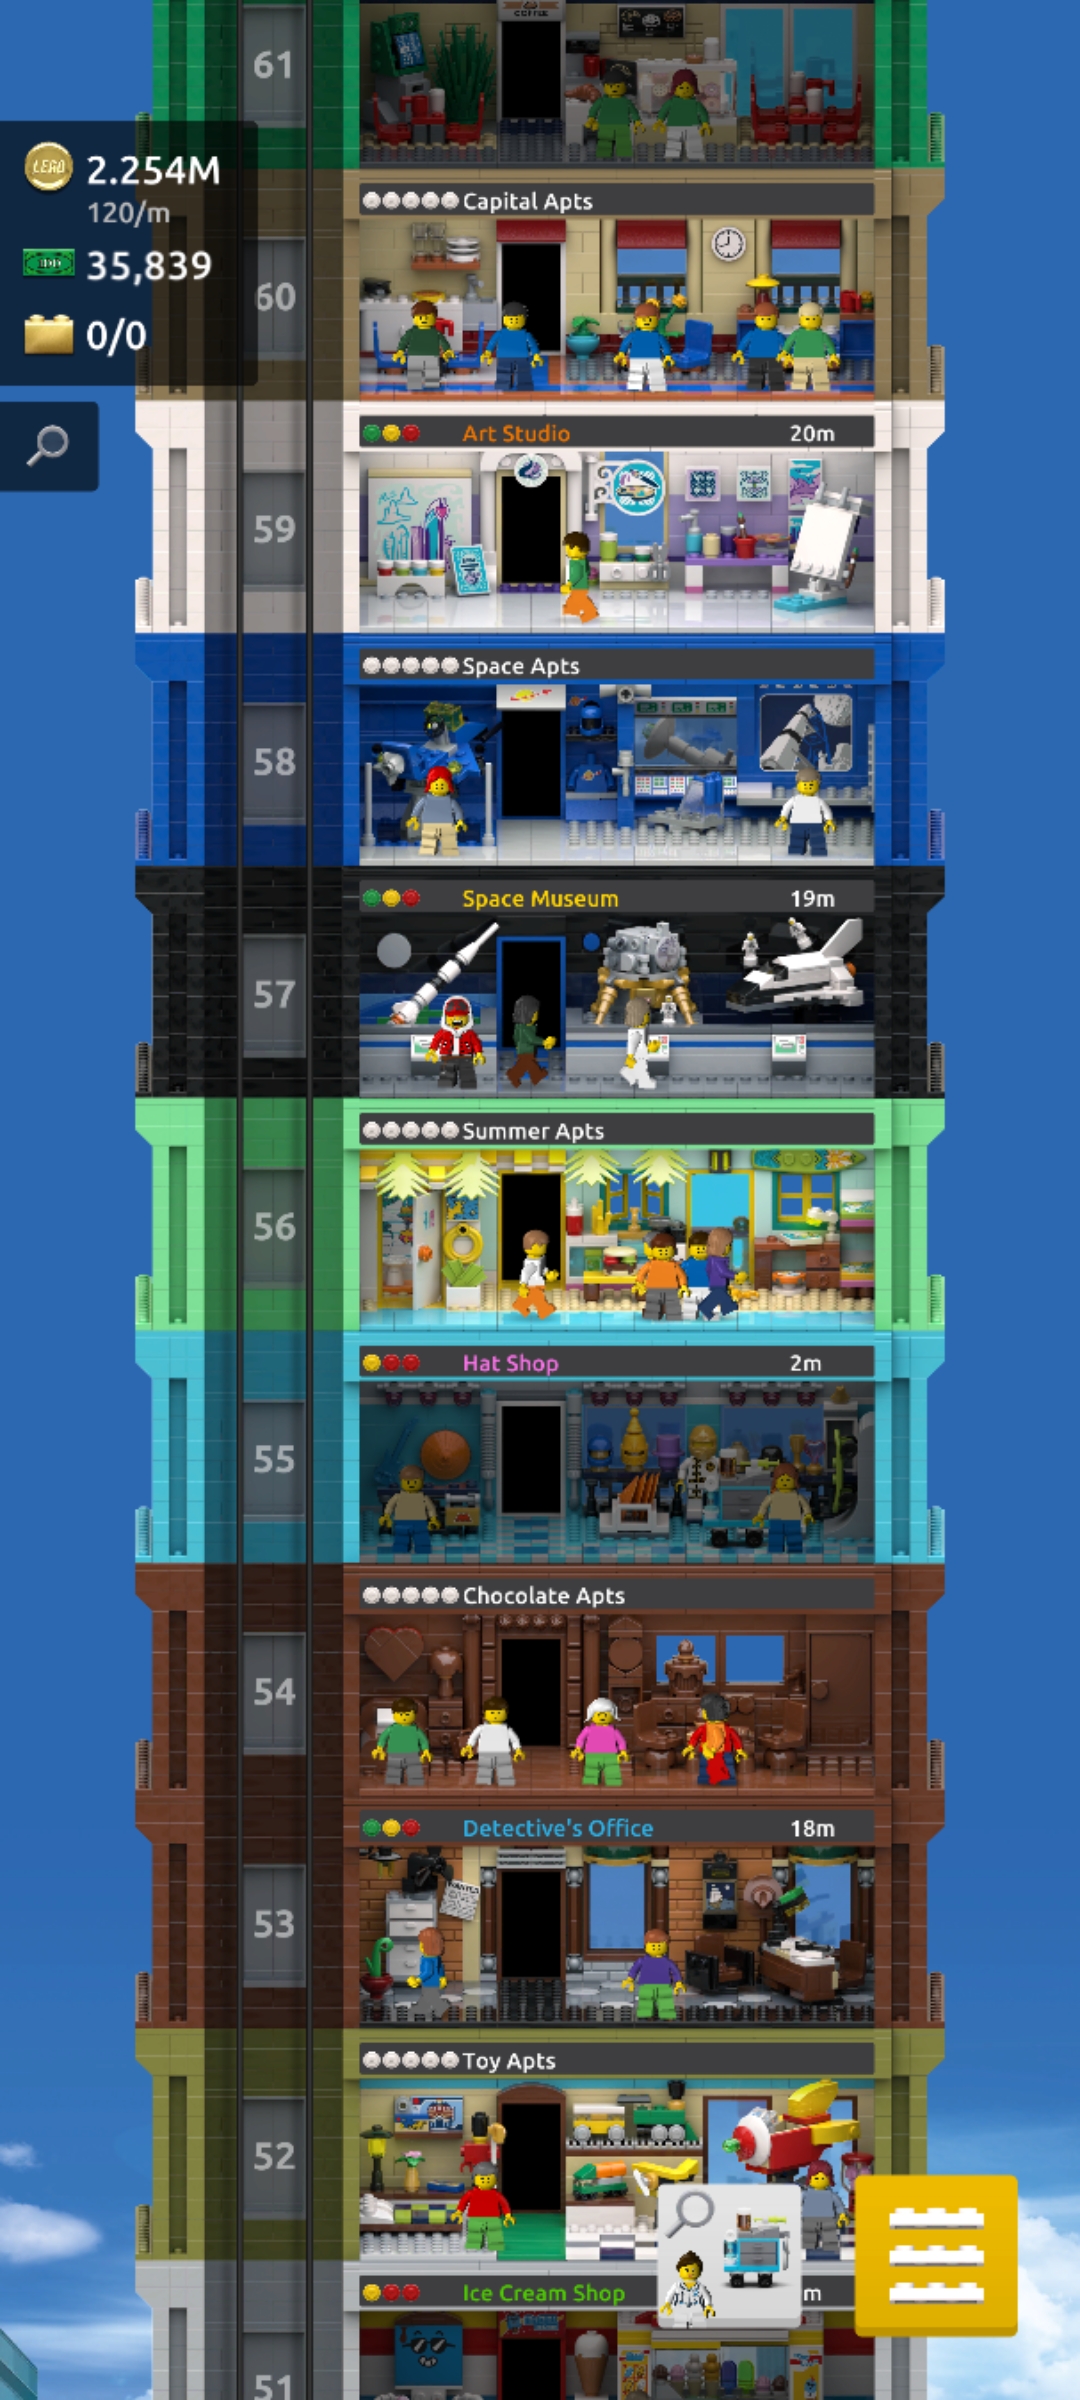 COFFEE
61
LEGO
2.254M
120/m
35,839
0/0
Capital Apts
60
Art Studio
20m
59
Space Apts
58
Space Museum
19m
57
Summer Apts
56
Hat Shop
2m
55
Chocolate Apts
54
Detective's Office
18m
53
Toy Apts
52
Ice Cream Shop
m
51